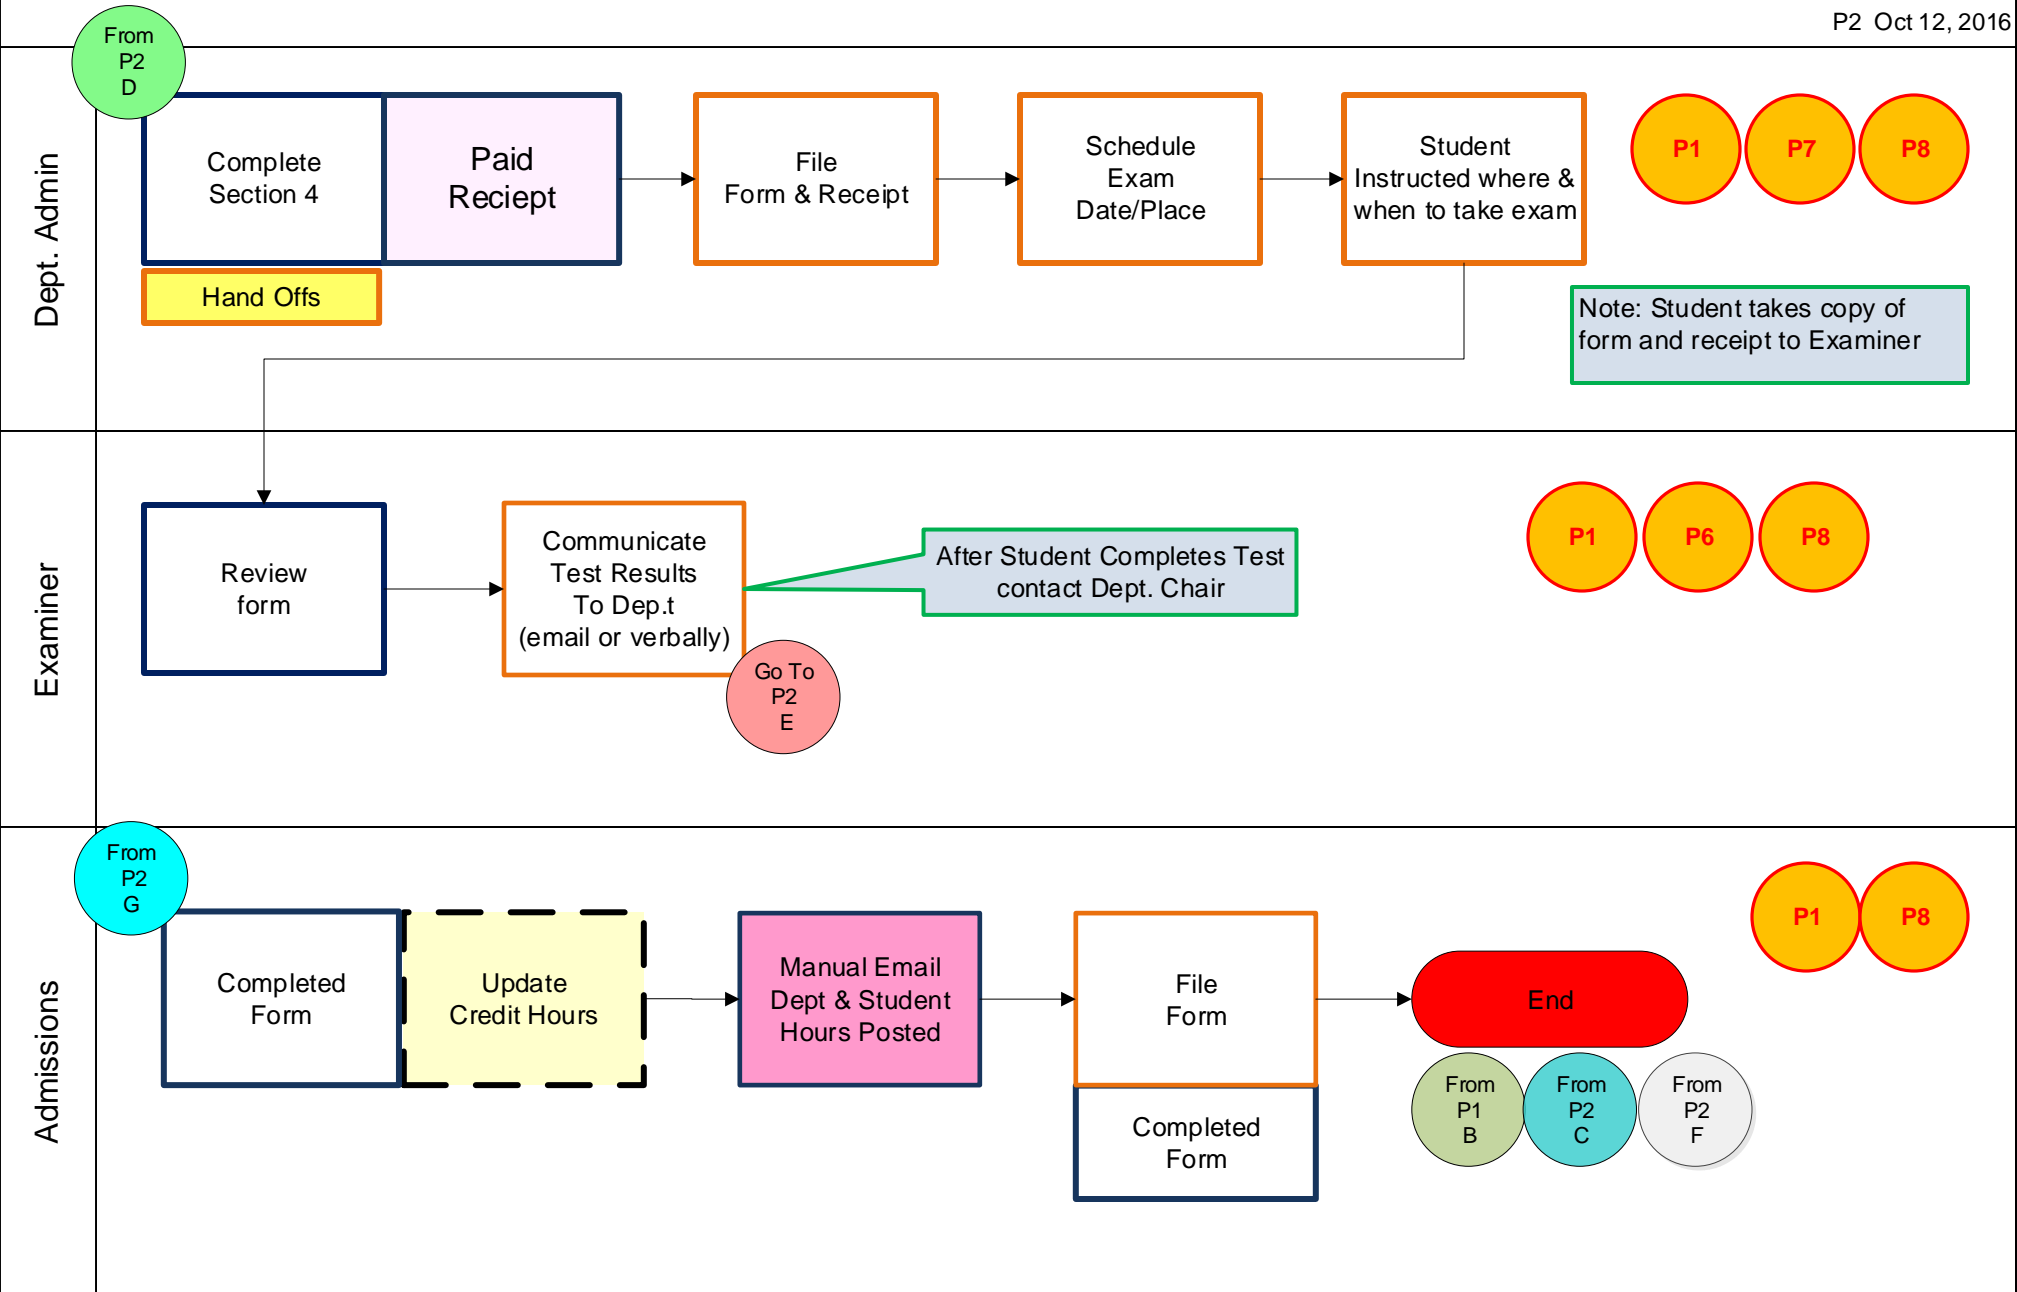 P2  Oct 12, 2016
From
P2
D
Dept. Admin
Complete
Section 4
Paid
Reciept
File
Form & Receipt
Schedule
Exam
Date/Place
Student
Instructed where &
when to take exam
P1
P7
P8
Hand Offs
Note: Student takes copy of
form and receipt to Examiner
Examiner
Review
form
Communicate
Test Results
To Dep.t
(email or verbally)
After Student Completes Test
contact Dept. Chair
Go To
P2
E
P1
P6
P8
From
P2
G
Admissions
Completed
Form
Update
Credit Hours
Manual Email
Dept & Student
Hours Posted
File
Form
Completed
Form
End
From
P1
B
From
P2
C
From
P2
F
P1
P8